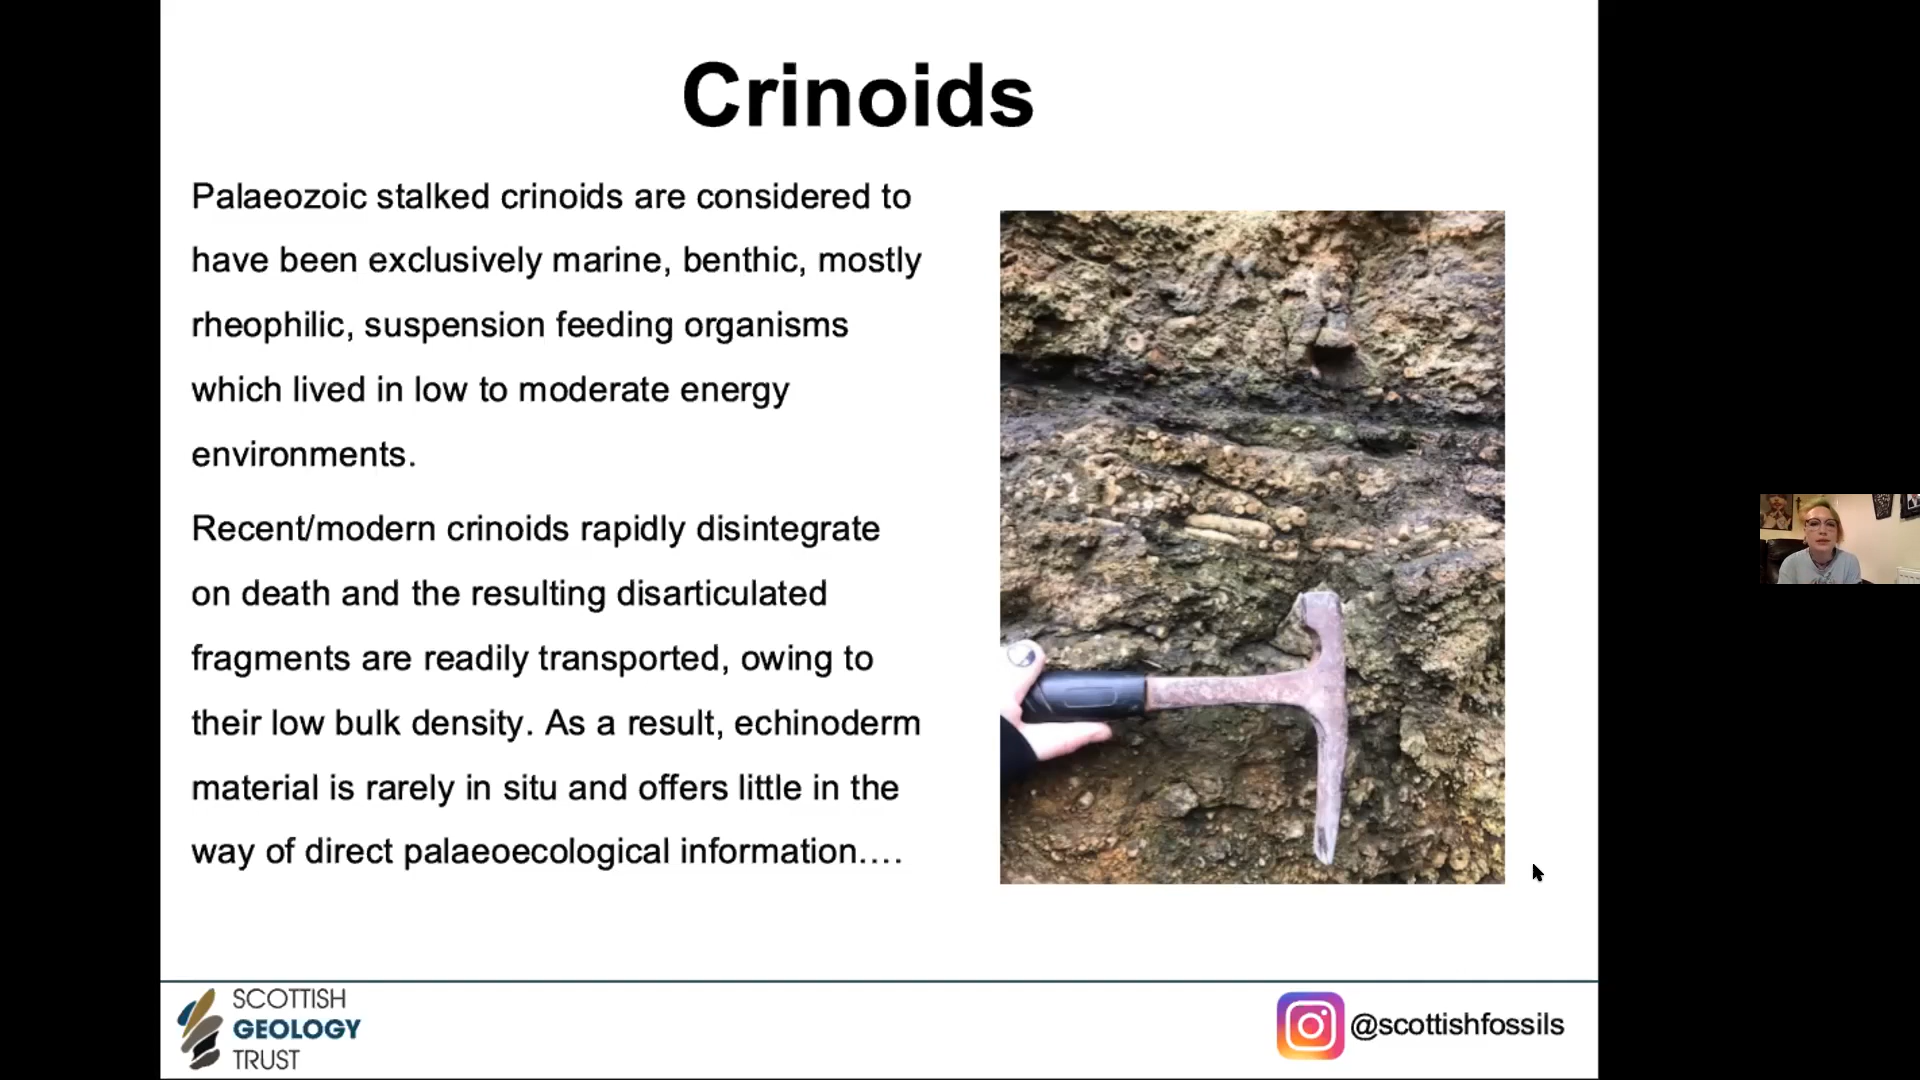 Crinoids
Palaeozoic stalked crinoids are considered to
have been exclusively marine, benthic, mostly
rheophilic, suspension feeding organisms
which lived in low to moderate energy
environments.
Recent/modern crinoids rapidly disintegrate
on death and the resulting disarticulated
fragments are readily transported, owing to
their low bulk density. As a result, echinoderm
material is rarely in situ and offers little in the
way of direct palaeoecological information….
SCOTTISH
GEOLOGY
TRUST
@scottishfossils